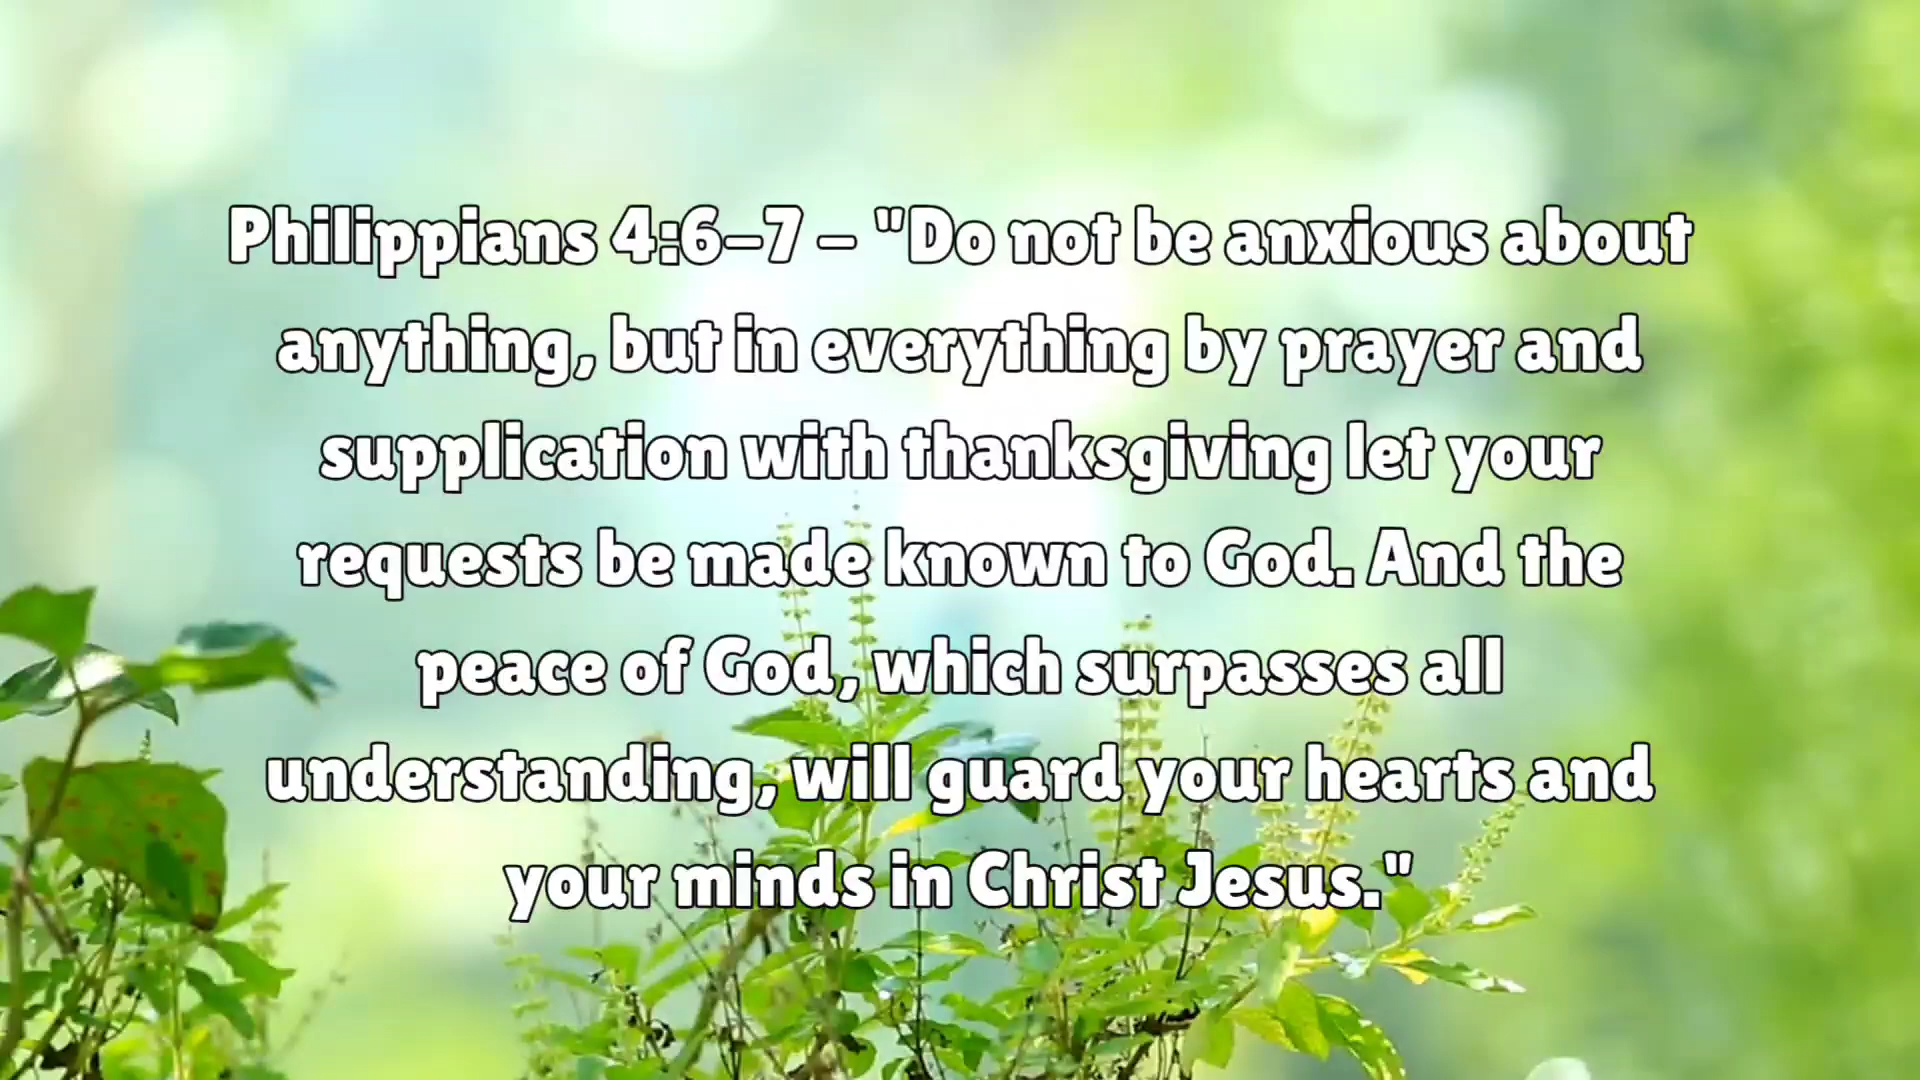 Philippians 4:6–7 – "Do not be anxious about
anything, but in everything by prayer and
supplication with thanksgiving let your
requests be made known to God. And the
peace of God, which surpasses all
understanding, will guard your hearts and
your minds in Christ Jesus."